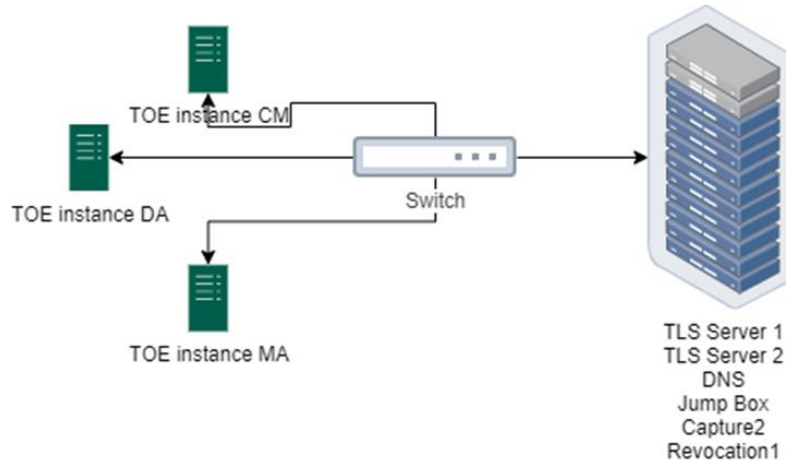 TOE instance CM
TOE instance DA
Switch
TOE instance MA
TLS Server 1
TLS Server 2
DNS
Jump Box
Capture2
Revocation1